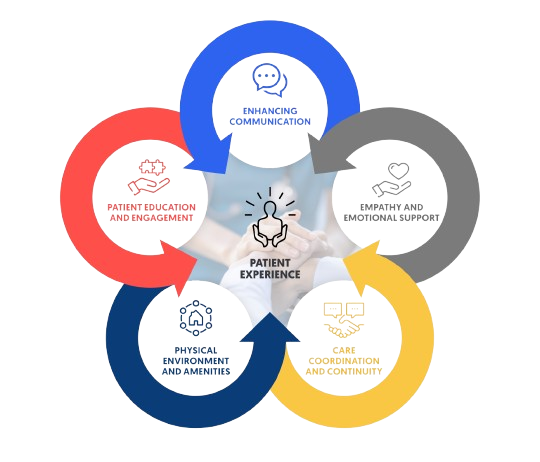 ENHANCING
COMMUNICATION
PATIENT EDUCATION
AND ENGAGEMENT
EMPATHY AND
EMOTIONAL SUPPORT
PATIENT
EXPERIENCE
PHYSICAL
ENVIRONMENT
AND AMENITIES
CARE
COORDINATION
AND CONTINUITY